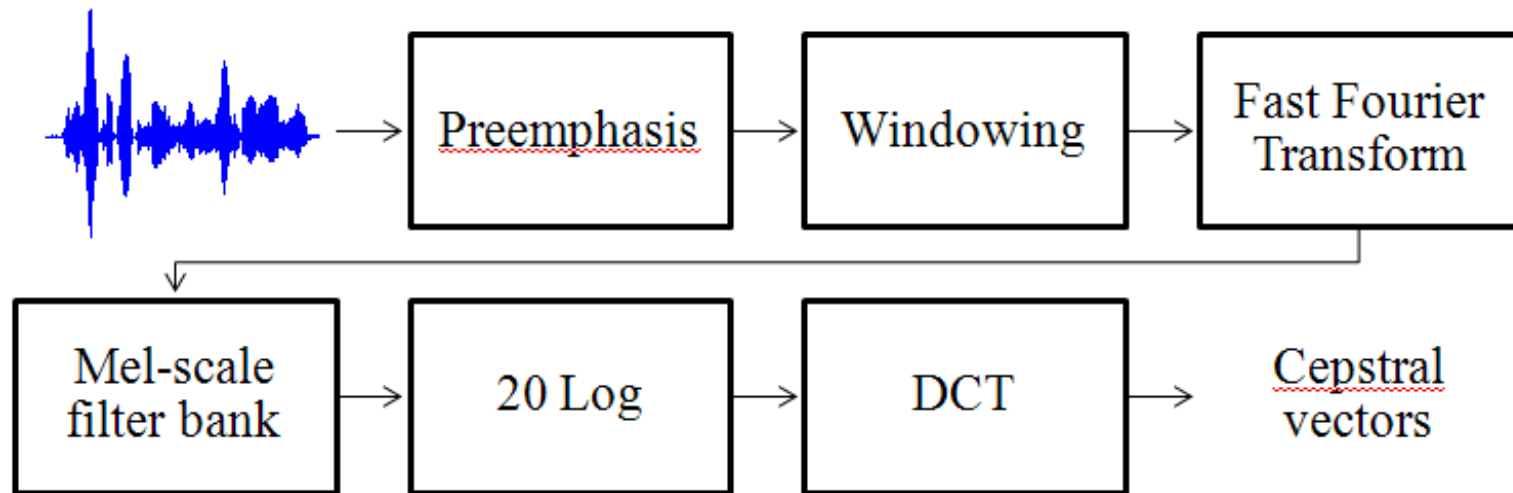 Preemphasis
Windowing
Fast Fourier
Transform
Mel-scale
filter bank
20 Log
DCT
Cepstral
vectors